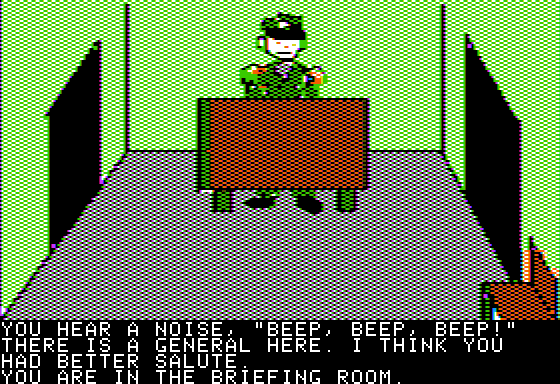 YOU HEAR A NOISE, "BEEP, BEEP, BEEP!"
THERE IS A GENERAL HERE. I THINK YOU
HAD BETTER SALUTE.
YOU ARE IN THE BRIEFING ROOM.